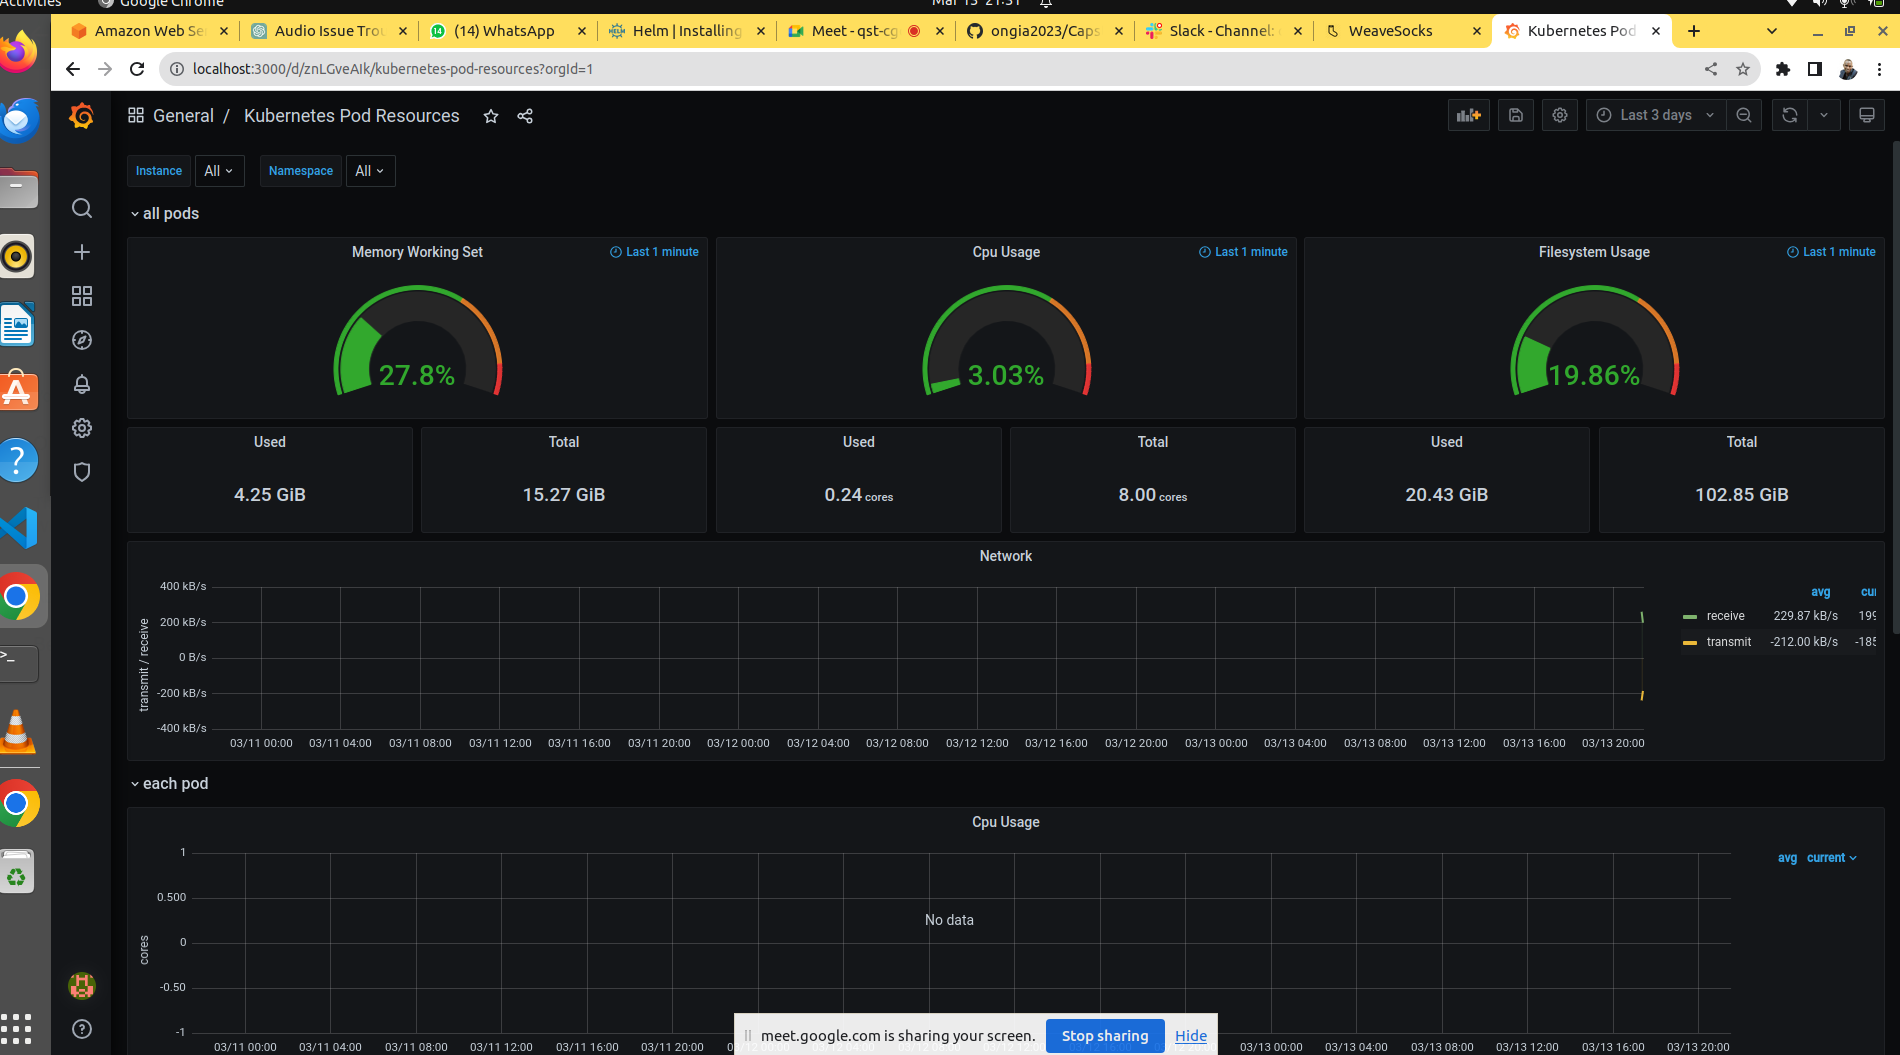 Activities
Google Chrome
Mar 13 21:31
Amazon Web Se
Audio Issue Trou
(14) WhatsApp
Helm | Installing
Meet - qst-cg
ongia2023/Caps
Slack - Channel:
WeaveSocks
Kubernetes Pod
localhost:3000/d/znLGveAIk/kubernetes-pod-resources?orgId=1
General / Kubernetes Pod Resources
Last 3 days
Instance All Namespace All
all pods
Memory Working Set Last 1 minute
27.8%
Cpu Usage Last 1 minute
3.03%
Filesystem Usage Last 1 minute
19.86%
Used
4.25 GiB
Total
15.27 GiB
Used
0.24 cores
Total
8.00 cores
Used
20.43 GiB
Total
102.85 GiB
Network
transmit / receive
400 kB/s
200 kB/s
0 B/s
-200 kB/s
-400 kB/s
03/11 00:00 03/11 04:00 03/11 08:00 03/11 12:00 03/11 16:00 03/11 20:00 03/12 00:00 03/12 04:00 03/12 08:00 03/12 12:00 03/12 16:00 03/12 20:00 03/13 00:00 03/13 04:00 03/13 08:00 03/13 12:00 03/13 16:00 03/13 20:00
avg cur
receive 229.87 kB/s 199
transmit -212.00 kB/s -185
each pod
Cpu Usage
cores
1
0.500
0
-0.50
-1
No data
avg current
03/11 00:00 03/11 04:00 03/11 08:00 03/11 12:00 03/11 16:00 03/11 20:00 03/13 00:00 03/13 04:00 03/13 08:00 03/13 12:00 03/13 16:00 03/13 20:00
meet.google.com is sharing your screen. Stop sharing Hide